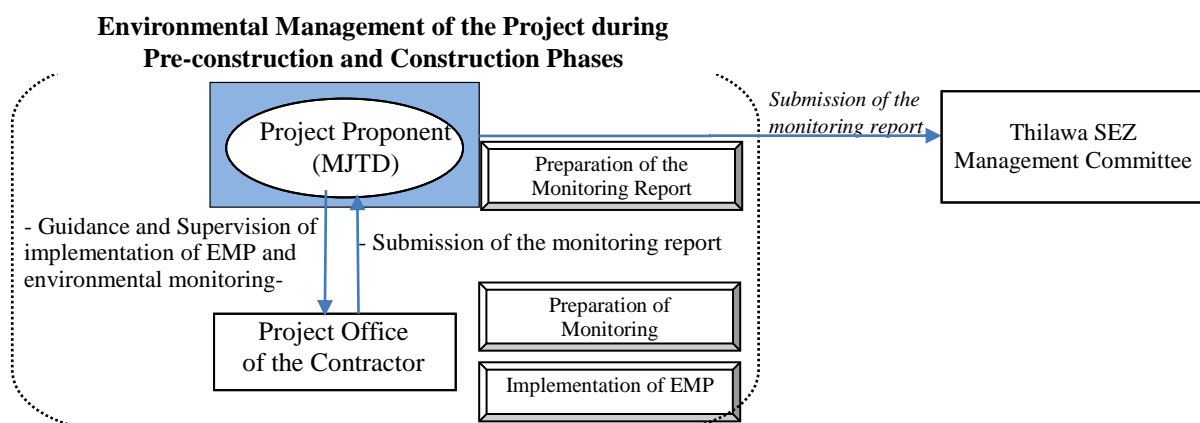 Environmental Management of the Project during
Pre-construction and Construction Phases
Project Proponent
(MJTD)
Submission of the
monitoring report
Thilawa SEZ
Management Committee
Preparation of the
Monitoring Report
- Guidance and Supervision of
implementation of EMP and
environmental monitoring-
- Submission of the monitoring report
Project Office
of the Contractor
Preparation of
Monitoring
Implementation of EMP